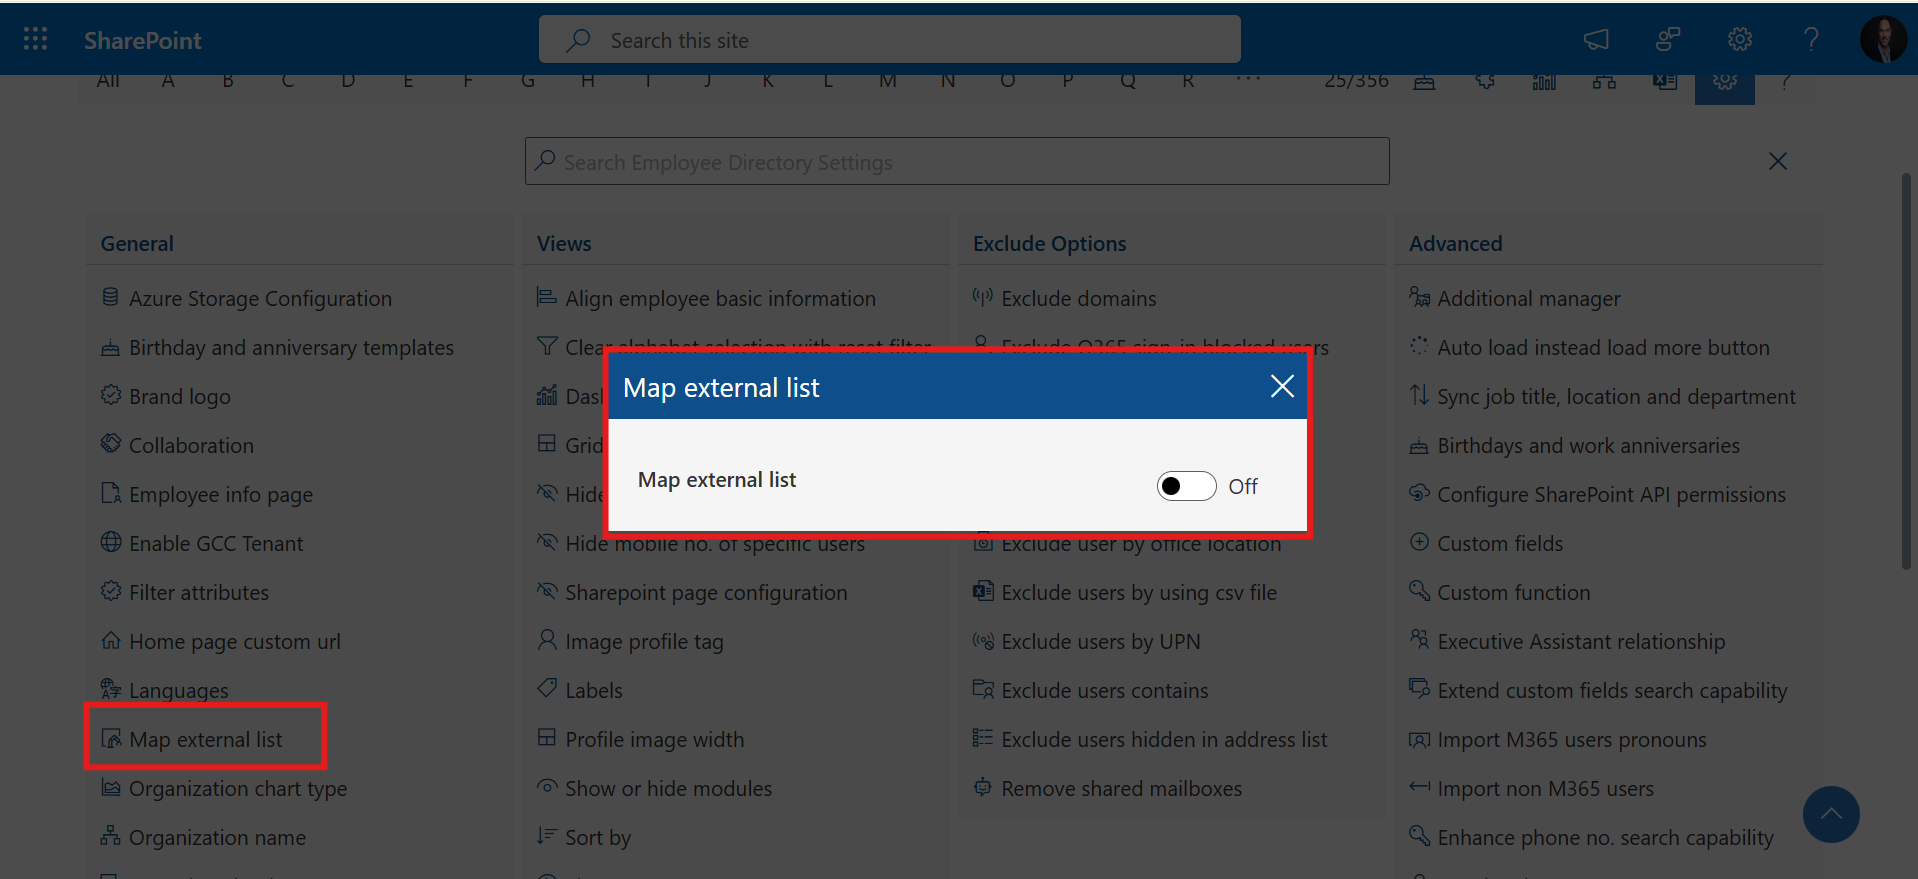 SharePoint
Search this site
All A B C D E F G H I J K L M N O P Q R ... 25/356
Search Employee Directory Settings
General
Azure Storage Configuration
Birthday and anniversary templates
Brand logo
Collaboration
Employee info page
Enable GCC Tenant
Filter attributes
Home page custom url
Languages
Map external list
Organization chart type
Organization name
Views
Align employee basic information
Clear alphabet selection with reset filter
Das
Grid
Hide
Hide mobile no. of specific users
Sharepoint page configuration
Image profile tag
Labels
Profile image width
Show or hide modules
Sort by
Exclude Options
Exclude domains
Exclude O365 sign-in blocked users
Exclude user by office location
Exclude users by using csv file
Exclude users by UPN
Exclude users contains
Exclude users hidden in address list
Remove shared mailboxes
Advanced
Additional manager
Auto load instead load more button
Sync job title, location and department
Birthdays and work anniversaries
Configure SharePoint API permissions
Custom fields
Custom function
Executive Assistant relationship
Extend custom fields search capability
Import M365 users pronouns
Import non M365 users
Enhance phone no. search capability
Map external list
Map external list
Off